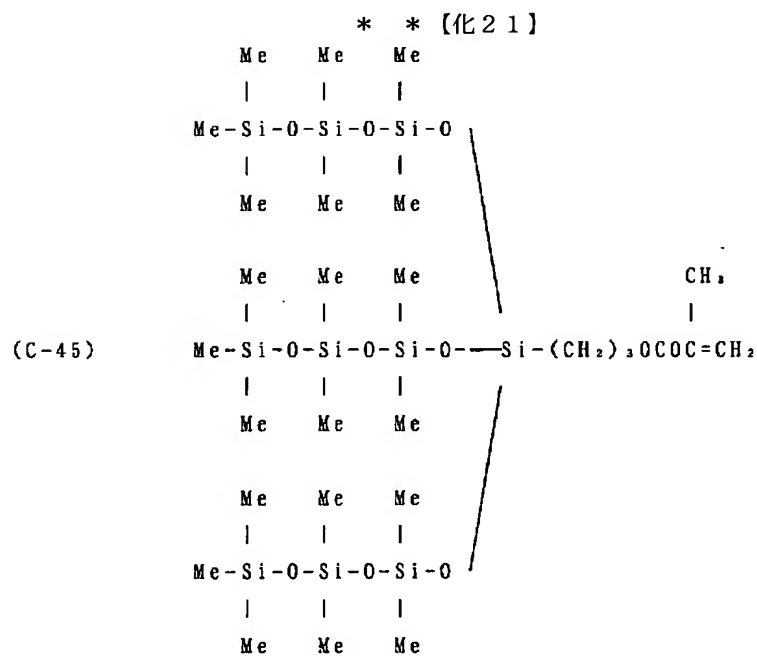 * * 【化21】
Me Me Me
| | |
Me-Si-O-Si-O-Si-O
| | |
Me Me Me
Me Me Me CH₃
| | | |
(C-45) Me-Si-O-Si-O-Si-O-—Si-(CH₂)₃OCOC=CH₂
| | |
Me Me Me
Me Me Me
| | |
Me-Si-O-Si-O-Si-O
| | |
Me Me Me